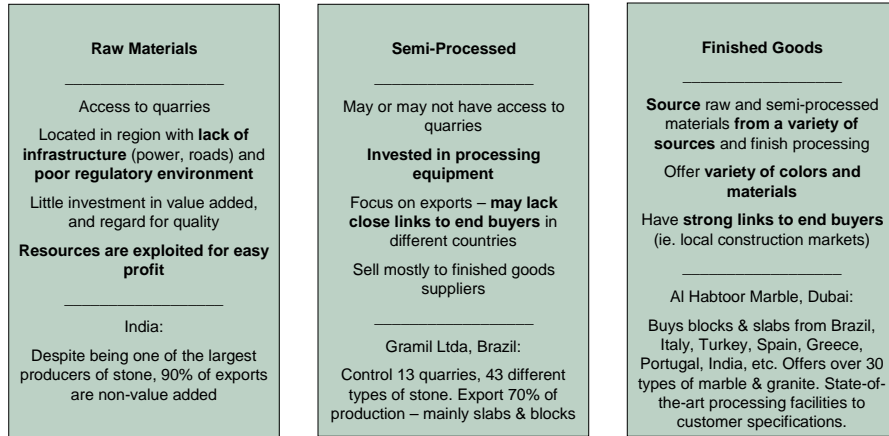 Raw Materials
___________________
Access to quarries
Located in region with lack of
infrastructure (power, roads) and
poor regulatory environment
Little investment in value added,
and regard for quality
Resources are exploited for easy
profit
___________________
India:
Despite being one of the largest
producers of stone, 90% of exports
are non-value added
Semi-Processed
___________________
May or may not have access to
quarries
Invested in processing
equipment
Focus on exports – may lack
close links to end buyers in
different countries
Sell mostly to finished goods
suppliers
___________________
Gramil Ltda, Brazil:
Control 13 quarries, 43 different
types of stone. Export 70% of
production – mainly slabs & blocks
Finished Goods
___________________
Source raw and semi-processed
materials from a variety of
sources and finish processing
Offer variety of colors and
materials
Have strong links to end buyers
(ie. local construction markets)
___________________
Al Habtoor Marble, Dubai:
Buys blocks & slabs from Brazil,
Italy, Turkey, Spain, Greece,
Portugal, India, etc. Offers over 30
types of marble & granite. State-of-
the-art processing facilities to
customer specifications.